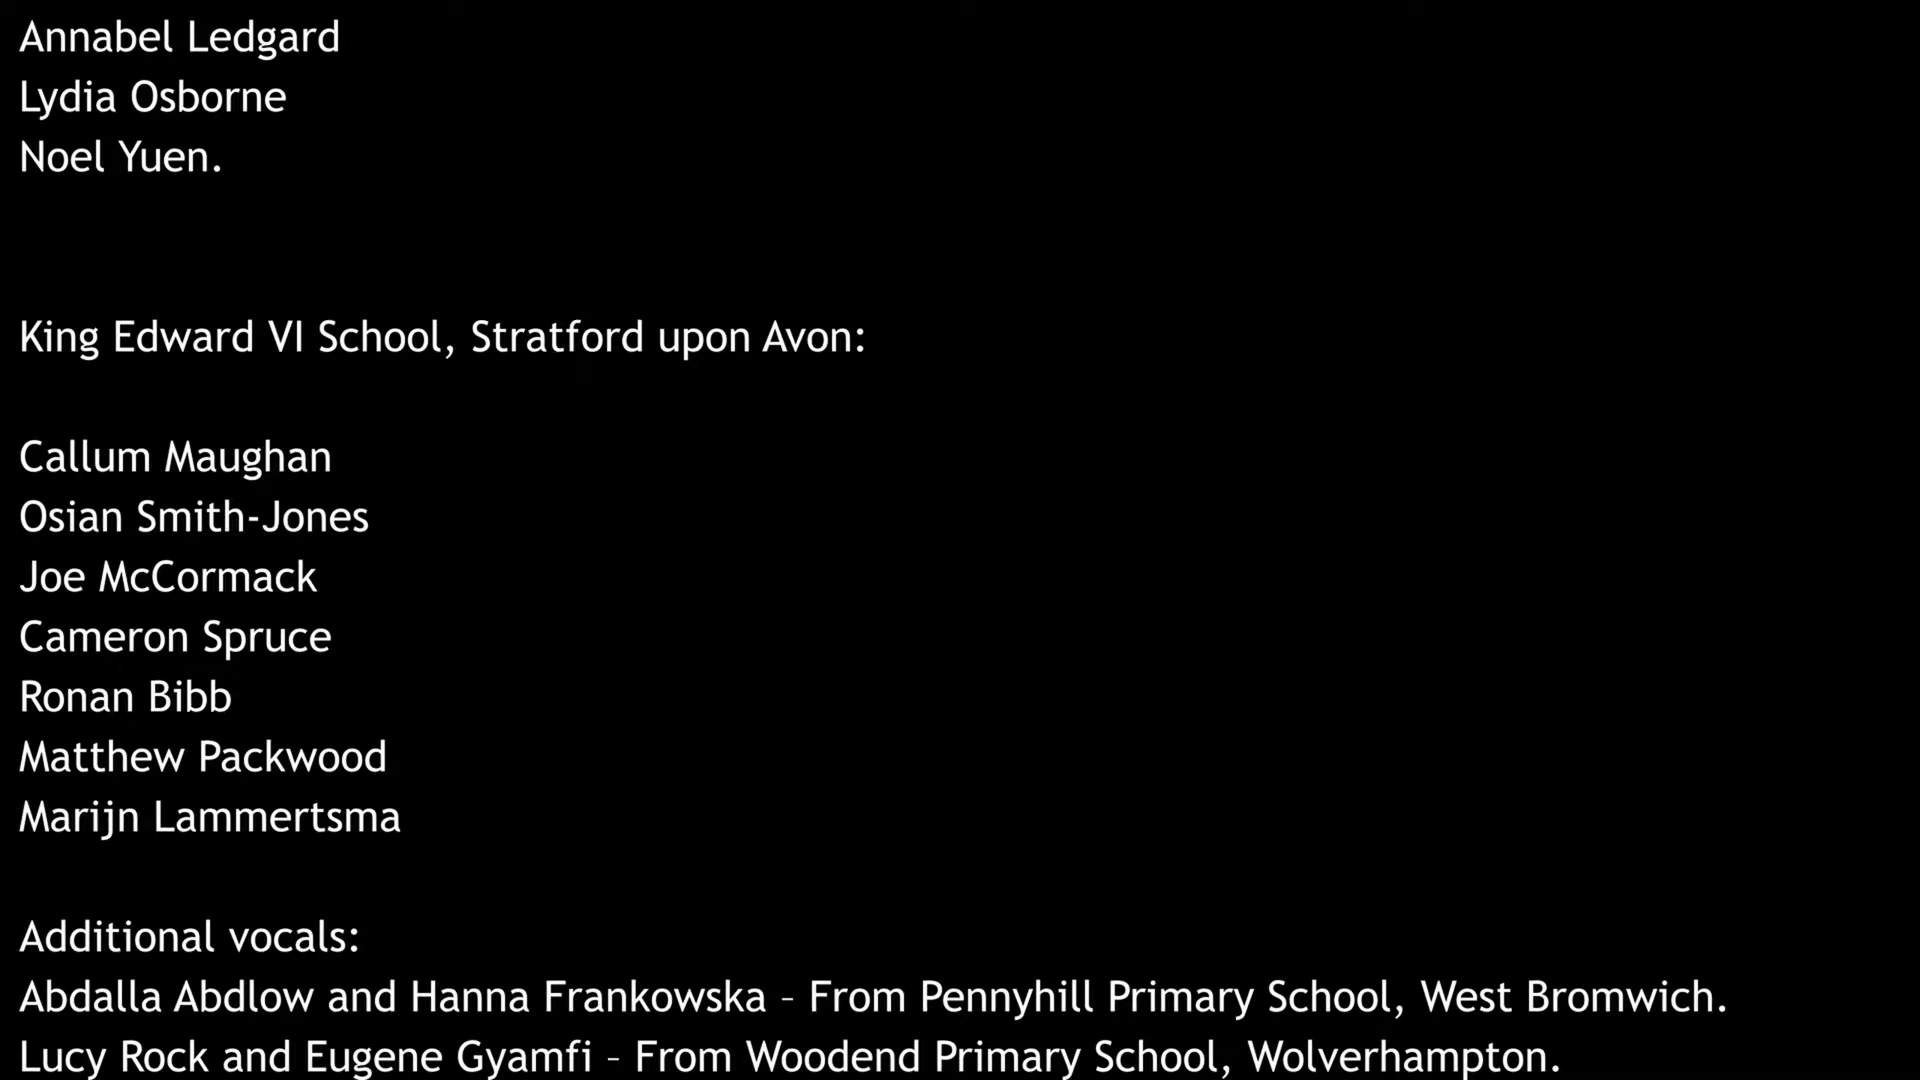 Annabel Ledgard
Lydia Osborne
Noel Yuen.
King Edward VI School, Stratford upon Avon:
Callum Maughan
Osian Smith-Jones
Joe McCormack
Cameron Spruce
Ronan Bibb
Matthew Packwood
Marijn Lammertsma
Additional vocals:
Abdalla Abdlow and Hanna Frankowska – From Pennyhill Primary School, West Bromwich.
Lucy Rock and Eugene Gyamfi – From Woodend Primary School, Wolverhampton.